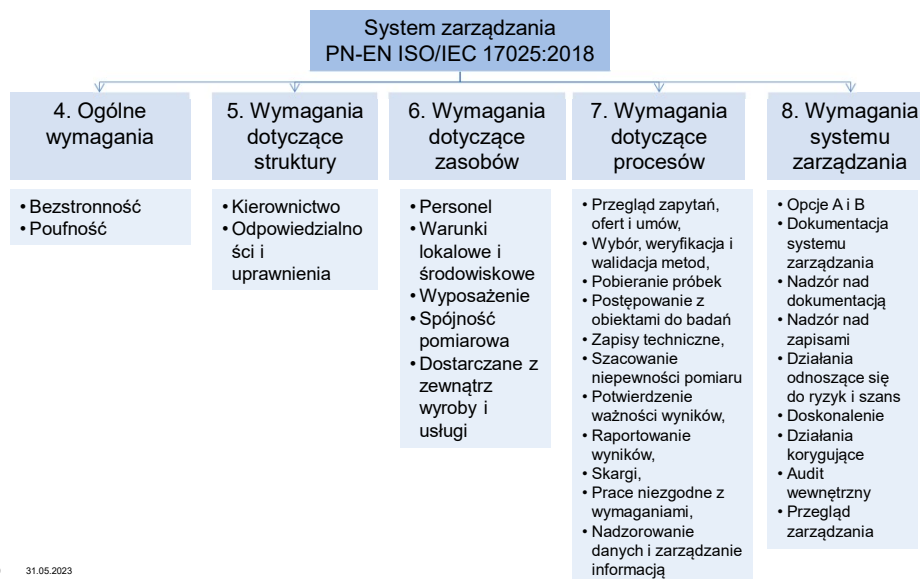 System zarządzania
PN-EN ISO/IEC 17025:2018
4. Ogólne
wymagania
• Bezstronność
• Poufność
5. Wymagania
dotyczące
struktury
• Kierownictwo
• Odpowiedzialno
ści i
uprawnienia
6. Wymagania
dotyczące
zasobów
• Personel
• Warunki
lokalowe i
środowiskowe
• Wyposażenie
• Spójność
pomiarowa
• Dostarczane z
zewnątrz
wyroby i
usługi
7. Wymagania
dotyczące
procesów
• Przegląd zapytań,
ofert i umów,
• Wybór, weryfikacja i
walidacja metod,
• Pobieranie próbek
• Postępowanie z
obiektami do badań
• Zapisy techniczne,
• Szacowanie
niepewności pomiaru
• Potwierdzenie
ważności wyników,
• Raportowanie
wyników,
• Skargi,
• Prace niezgodne z
wymaganiami,
• Nadzorowanie
danych i zarządzanie
informacją
8. Wymagania
systemu
zarządzania
• Opcje A i B
• Dokumentacja
systemu
zarządzania
• Nadzór nad
dokumentacją
• Nadzór nad
zapisami
• Działania
odnoszące się
do ryzyk i szans
• Doskonalenie
• Działania
korygujące
• Audit
wewnętrzny
• Przegląd
zarządzania
31.05.2023